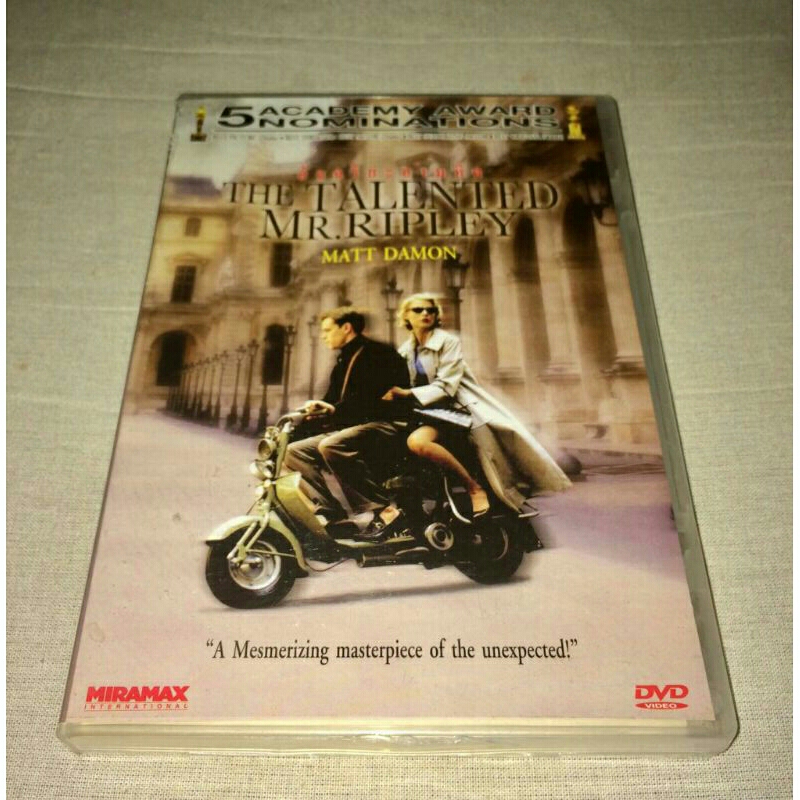 5 ACADEMY AWARD
NOMINATIONS
THE TALENTED
MR. RIPLEY
MATT DAMON
“A Mesmerizing masterpiece of the unexpected!”
MIRAMAX
INTERNATIONAL
DVD
VIDEO